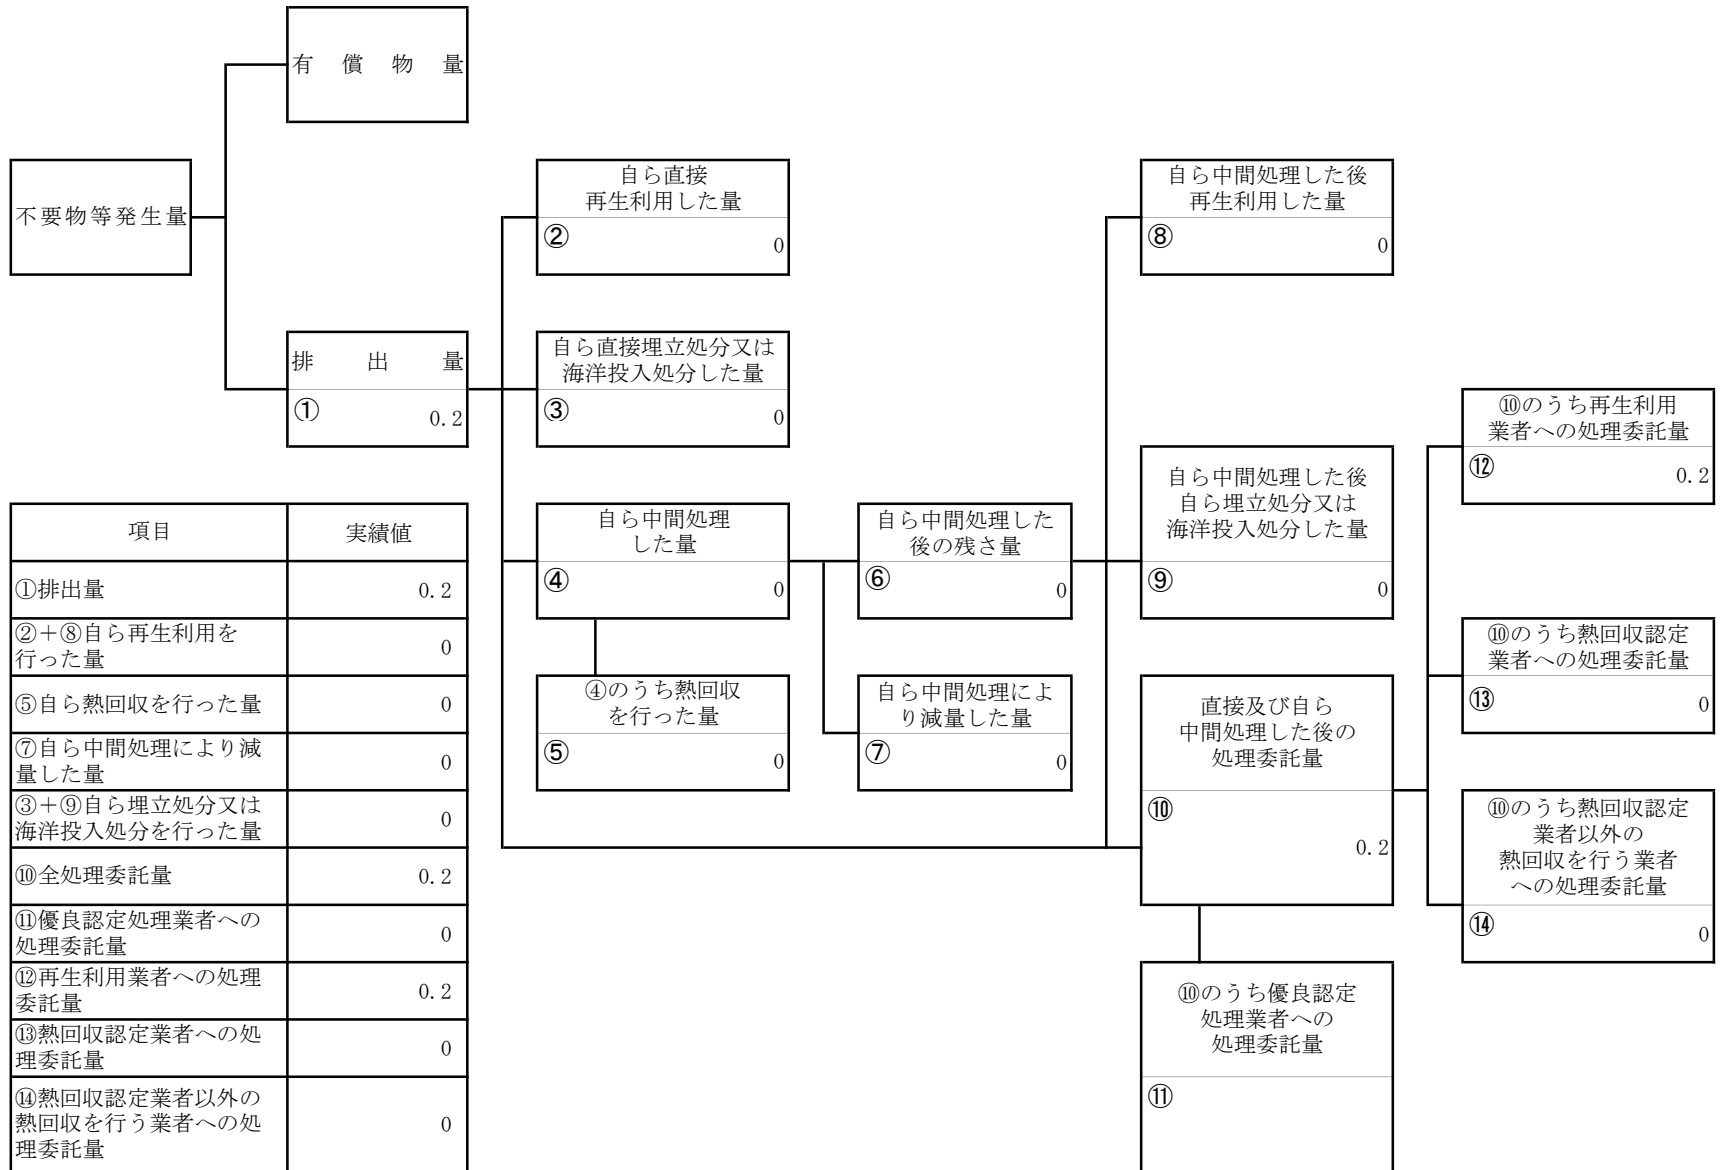 有償物量
不要物等発生量
排出量
① 0.2
自ら直接
再生利用した量
② 0
自ら直接埋立処分又は
海洋投入処分した量
③ 0
自ら中間処理
した量
④ 0
④のうち熱回収
を行った量
⑤ 0
自ら中間処理した
後の残さ量
⑥ 0
自ら中間処理によ
り減量した量
⑦ 0
自ら中間処理した後
再生利用した量
⑧ 0
自ら中間処理した後
自ら埋立処分又は
海洋投入処分した量
⑨ 0
直接及び自ら
中間処理した後の
処理委託量
⑩
0.2
⑩のうち優良認定
処理業者への
処理委託量
⑪
⑩のうち再生利用
業者への処理委託量
⑫ 0.2
⑩のうち熱回収認定
業者への処理委託量
⑬ 0
⑩のうち熱回収認定
業者以外の
熱回収を行う業者
への処理委託量
⑭ 0
項目 実績値
①排出量 0.2
②+⑧自ら再生利用を
行った量 0
⑤自ら熱回収を行った量 0
⑦自ら中間処理により減
量した量 0
③+⑨自ら埋立処分又は
海洋投入処分を行った量 0
⑩全処理委託量 0.2
⑪優良認定処理業者への
処理委託量 0
⑫再生利用業者への処理
委託量 0.2
⑬熱回収認定業者への処
理委託量 0
⑭熱回収認定業者以外の
熱回収を行う業者への処
理委託量 0